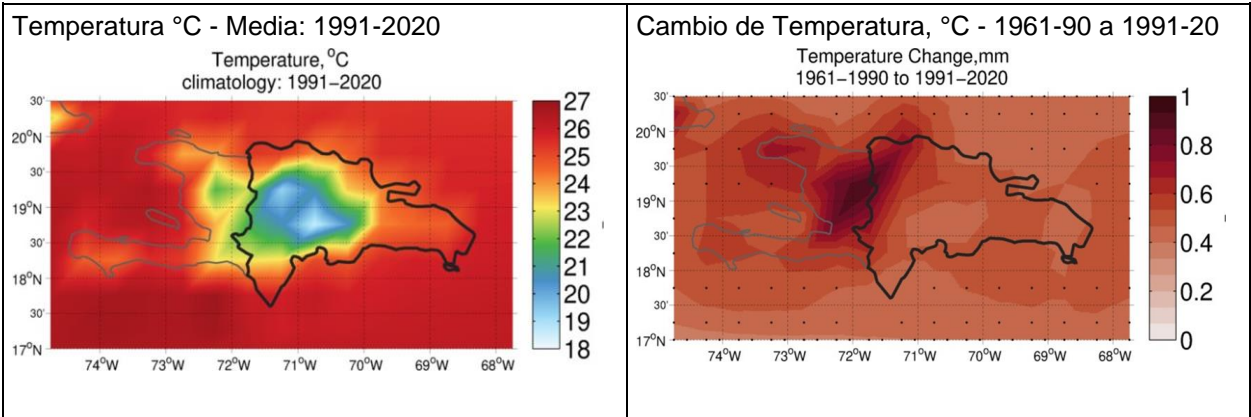 Temperatura °C - Media: 1991-2020
Temperature,°C
climatology: 1991–2020
30'
20°N
30'
19°N
30'
18°N
30'
17°N
74°W 73°W 72°W 71°W 70°W 69°W 68°W
27
26
25
24
23
22
21
20
19
18
Cambio de Temperatura, °C - 1961-90 a 1991-20
Temperature Change,mm
1961–1990 to 1991–2020
30'
20°N
30'
19°N
30'
18°N
30'
17°N
74°W 73°W 72°W 71°W 70°W 69°W 68°W
1
0.8
0.6
0.4
0.2
0